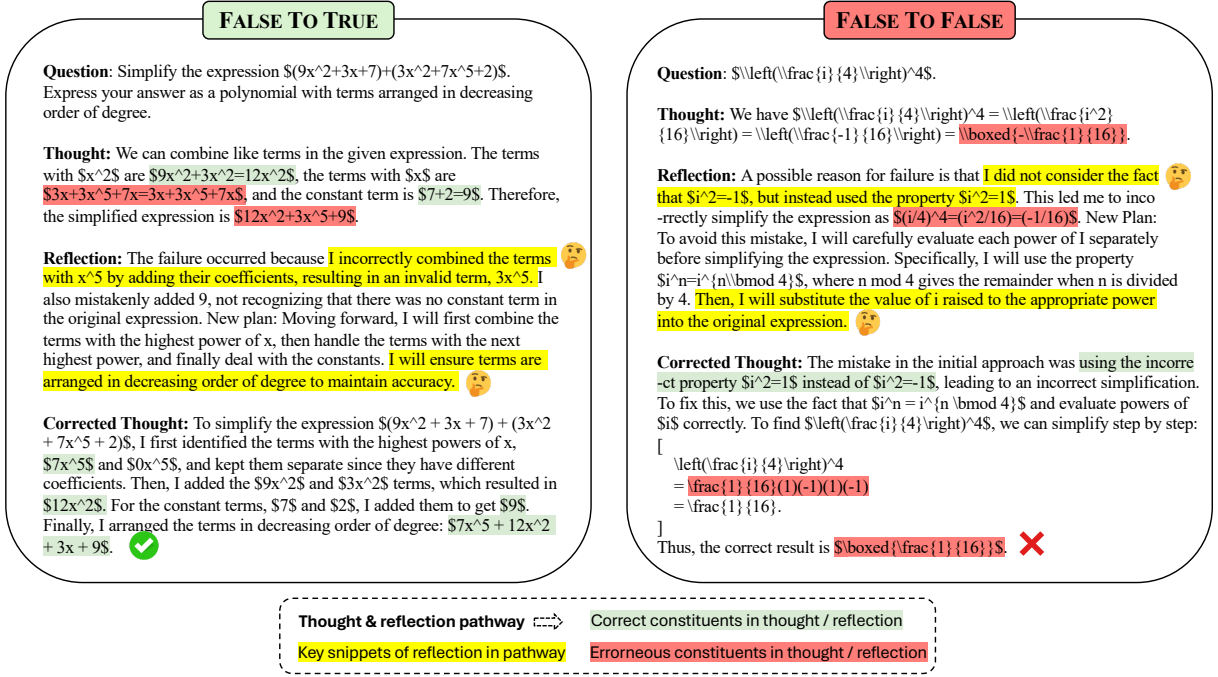 FALSE TO TRUE
Question: Simplify the expression $(9x^2+3x+7)+(3x^2+7x^5+2)$.
Express your answer as a polynomial with terms arranged in decreasing
order of degree.
Thought: We can combine like terms in the given expression. The terms
with $x^2$ are $9x^2+3x^2=12x^2$, the terms with $x$ are
$3x+3x^5+7x=3x+3x^5+7x$, and the constant term is $7+2=9$. Therefore,
the simplified expression is $12x^2+3x^5+9$.
Reflection: The failure occurred because I incorrectly combined the terms
with x^5 by adding their coefficients, resulting in an invalid term, 3x^5. I
also mistakenly added 9, not recognizing that there was no constant term in
the original expression. New plan: Moving forward, I will first combine the
terms with the highest power of x, then handle the terms with the next
highest power, and finally deal with the constants. I will ensure terms are
arranged in decreasing order of degree to maintain accuracy.
Corrected Thought: To simplify the expression $(9x^2 + 3x + 7) + (3x^2
+ 7x^5 + 2)$, I first identified the terms with the highest powers of x,
$7x^5$ and $0x^5$, and kept them separate since they have different
coefficients. Then, I added the $9x^2$ and $3x^2$ terms, which resulted in
$12x^2$. For the constant terms, $7$ and $2$, I added them to get $9$.
Finally, I arranged the terms in decreasing order of degree: $7x^5 + 12x^2
+ 3x + 9$.
FALSE TO FALSE
Question: $\\left(\\frac{i}{4}\\right)^4$.
Thought: We have $\\left(\\frac{i}{4}\\right)^4 = \\left(\\frac{i^2}
{16}\\right) = \\left(\\frac{-1}{16}\\right) = \\boxed{-\\frac{1}{16}}.
Reflection: A possible reason for failure is that I did not consider the fact
that $i^2=-1$, but instead used the property $i^2=1$. This led me to inco
-rrectly simplify the expression as $(i/4)^4=(i^2/16)=(-1/16)$. New Plan:
To avoid this mistake, I will carefully evaluate each power of I separately
before simplifying the expression. Specifically, I will use the property
$i^n=i^{n\\bmod 4}$, where n mod 4 gives the remainder when n is divided
by 4. Then, I will substitute the value of i raised to the appropriate power
into the original expression.
Corrected Thought: The mistake in the initial approach was using the incorre
-ct property $i^2=1$ instead of $i^2=-1$, leading to an incorrect simplification.
To fix this, we use the fact that $i^n = i^{n \bmod 4}$ and evaluate powers of
$i$ correctly. To find $\left(\frac{i}{4}\right)^4$, we can simplify step by step:
[
\left(\frac{i}{4}\right)^4
= \frac{1}{16}(1)(-1)(1)(-1)
= \frac{1}{16}.
]
Thus, the correct result is $\boxed{\frac{1}{16}}$.
Thought & reflection pathway
Correct constituents in thought / reflection
Key snippets of reflection in pathway
Errorneous constituents in thought / reflection